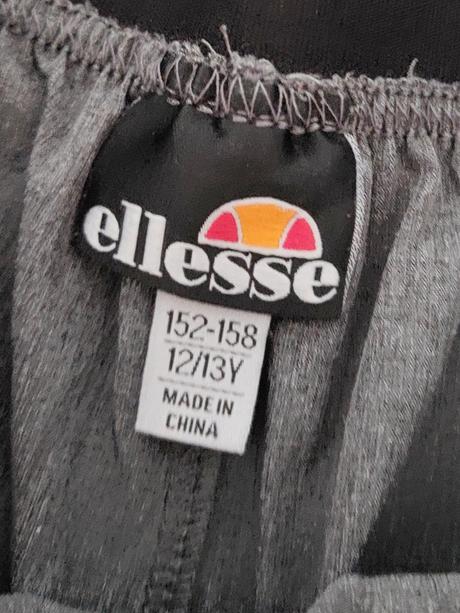 ellesse
152-158
12/13Y
MADE IN
CHINA